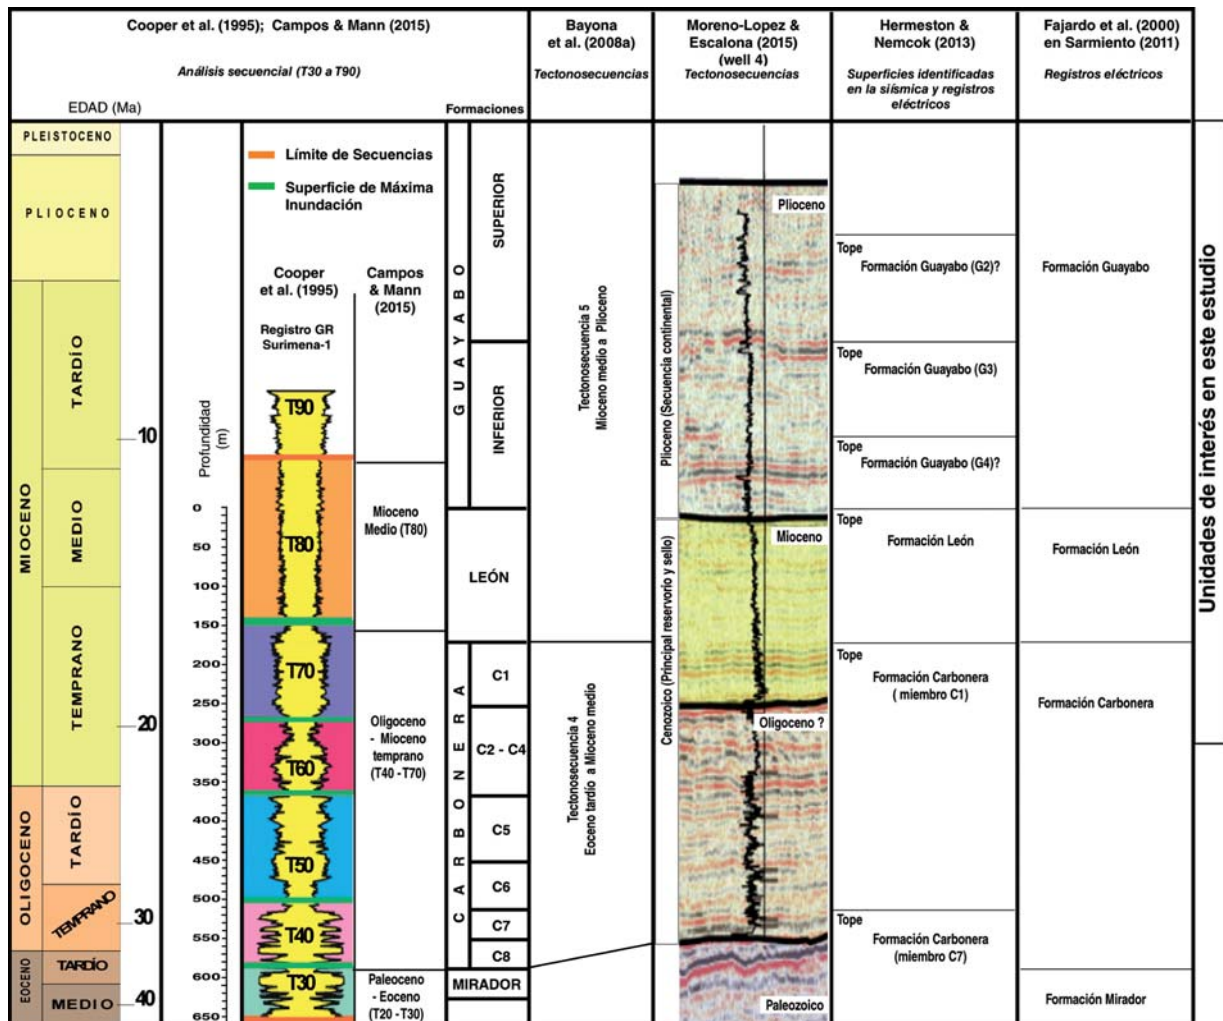 Cooper et al. (1995); Campos & Mann (2015)
Análisis secuencial (T30 a T90)
EDAD (Ma)
Formaciones
Bayona
et al. (2008a)
Tectonosecuencias
Moreno-Lopez &
Escalona (2015)
(well 4)
Tectonosecuencias
Hermeston &
Nemcok (2013)
Superficies identificadas
en la siísmica y registros
eléctricos
Fajardo et al. (2000)
en Sarmiento (2011)
Registros eléctricos
PLEISTOCENO
PLIOCENO
MIOCENO
TARDÍO
MEDIO
TEMPRANO
OLIGOCENO
TARDÍO
TEMPRANO
EOCENO
TARDÍO
MEDIO
10
20
30
40
Límite de Secuencias
Superficie de Máxima
Inundación
Cooper
et al. (1995)
Registro GR
Surimena-1
Campos
& Mann
(2015)
Profundidad
(m)
0
50
100
150
200
250
300
350
400
450
500
550
600
650
T90
T80
T70
T60
T50
T40
T30
Mioceno
Medio (T80)
Oligoceno
- Mioceno
temprano
(T40 -T70)
Paleoceno
- Eoceno
(T20 -T30)
GUAYABO
SUPERIOR
INFERIOR
LEÓN
CARBONERA
C1
C2 - C4
C5
C6
C7
C8
MIRADOR
Tectonosecuencia 5
Mioceno medio a Plioceno
Tectonosecuencia 4
Eoceno tardío a Mioceno medio
Plioceno (Secuencia continental)
Cenozoico (Principal reservorio y sello)
Plioceno
Mioceno
Oligoceno ?
Paleozoico
Tope
Formación Guayabo (G2)?
Tope
Formación Guayabo (G3)
Tope
Formación Guayabo (G4)?
Tope
Formación León
Tope
Formación Carbonera
( miembro C1)
Tope
Formación Carbonera
(miembro C7)
Formación Guayabo
Formación León
Formación Carbonera
Formación Mirador
Unidades de interés en este estudio